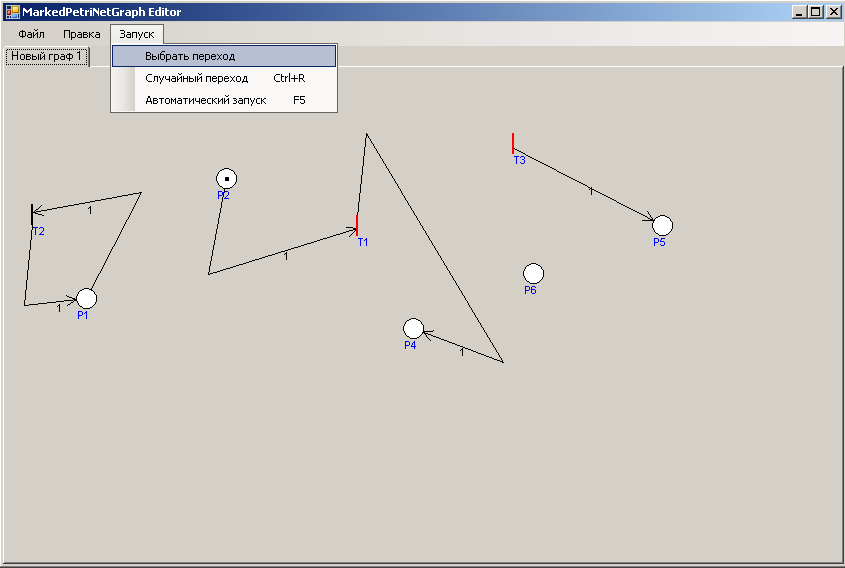 MarkedPetriNetGraph Editor
Файл Правка Запуск
Новый граф 1
Выбрать переход
Случайный переход Ctrl+R
Автоматический запуск F5
T3
1
P2
1
T2
T1
P5
1
P6
1
P1
P4
1